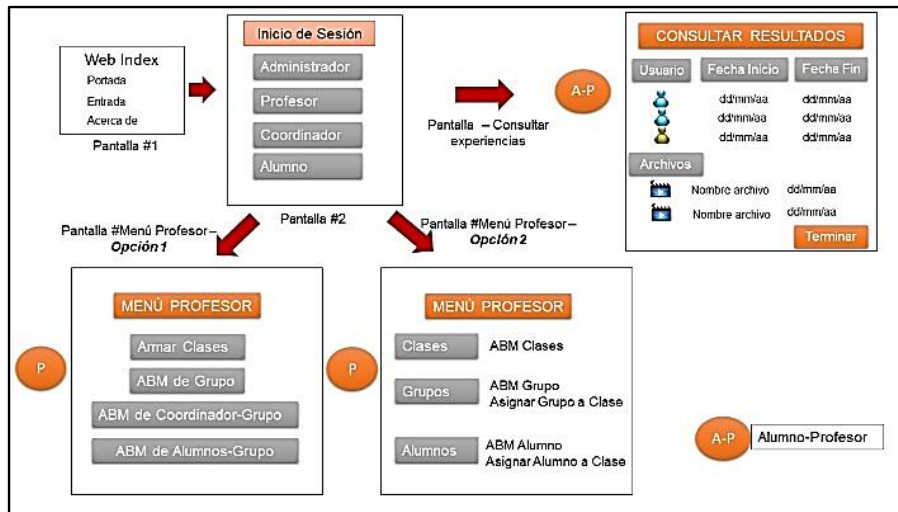 Web Index
Portada
Entrada
Acerca de
Pantalla #1
Inicio de Sesión
Administrador
Profesor
Coordinador
Alumno
Pantalla #2
Pantalla – Consultar
experiencias
A-P
CONSULTAR RESULTADOS
Usuario Fecha Inicio Fecha Fin
dd/mm/aa dd/mm/aa
dd/mm/aa dd/mm/aa
dd/mm/aa dd/mm/aa
Archivos
Nombre archivo dd/mm/aa
Nombre archivo dd/mm/aa
Terminar
Pantalla #Menú Profesor–
Opción 1
Pantalla #Menú Profesor–
Opción 2
P
MENÚ PROFESOR
Armar Clases
ABM de Grupo
ABM de Coordinador-Grupo
ABM de Alumnos-Grupo
P
MENÚ PROFESOR
Clases ABM Clases
Grupos ABM Grupo
Asignar Grupo a Clase
Alumnos ABM Alumno
Asignar Alumno a Clase
A-P Alumno-Profesor